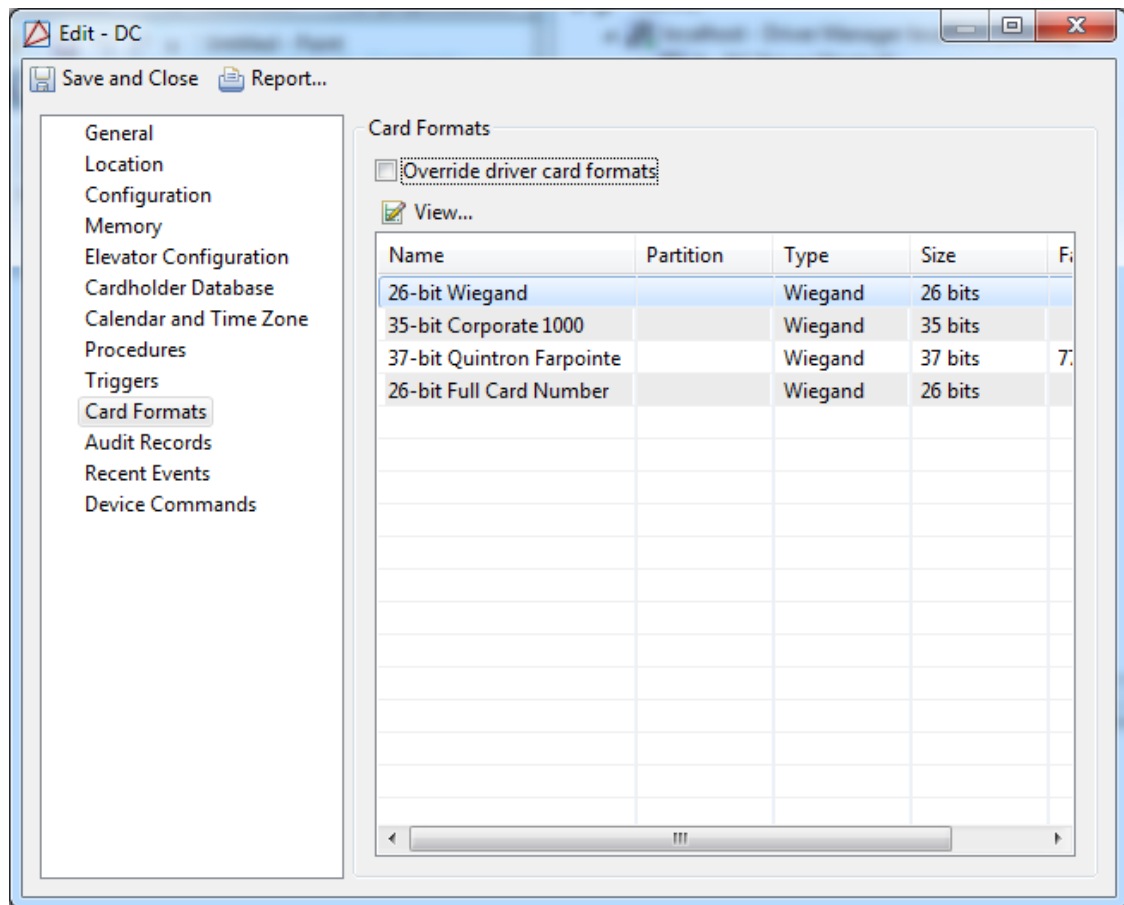 Edit - DC
Save and Close Report...
General
Location
Configuration
Memory
Elevator Configuration
Cardholder Database
Calendar and Time Zone
Procedures
Triggers
Card Formats
Audit Records
Recent Events
Device Commands
Card Formats
Override driver card formats
View...
Name Partition Type Size
26-bit Wiegand Wiegand 26 bits
35-bit Corporate 1000 Wiegand 35 bits
37-bit Quintron Farpointe Wiegand 37 bits
26-bit Full Card Number Wiegand 26 bits